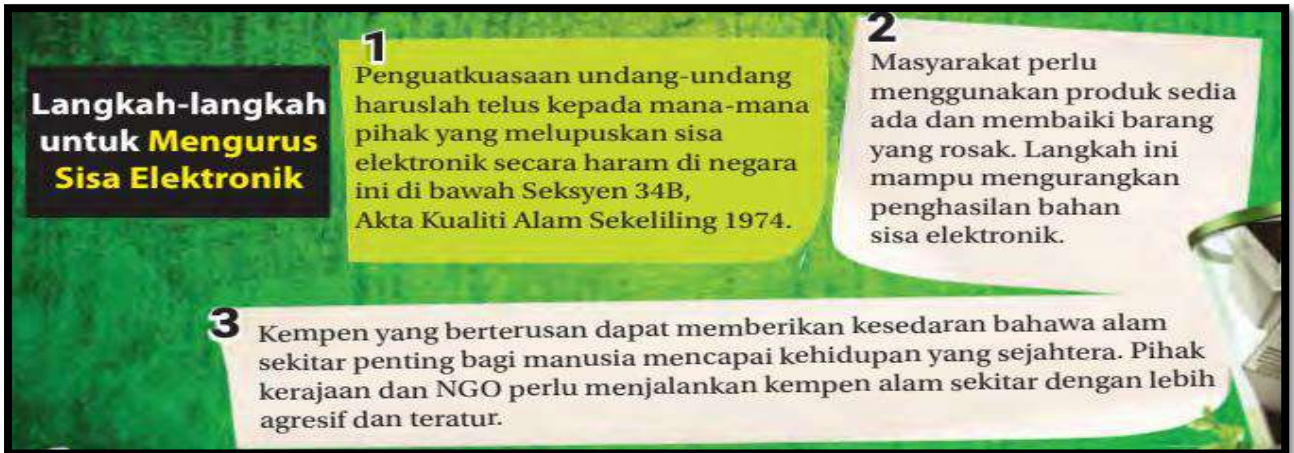 Langkah-langkah
untuk Mengurus
Sisa Elektronik
1
Penguatkuasaan undang-undang
haruslah telus kepada mana-mana
pihak yang melupuskan sisa
elektronik secara haram di negara
ini di bawah Seksyen 34B,
Akta Kualiti Alam Sekeliling 1974.
2
Masyarakat perlu
menggunakan produk sedia
ada dan membaiki barang
yang rosak. Langkah ini
mampu mengurangkan
penghasilan bahan
sisa elektronik.
3
Kempen yang berterusan dapat memberikan kesedaran bahawa alam
sekitar penting bagi manusia mencapai kehidupan yang sejahtera. Pihak
kerajaan dan NGO perlu menjalankan kempen alam sekitar dengan lebih
agresif dan teratur.